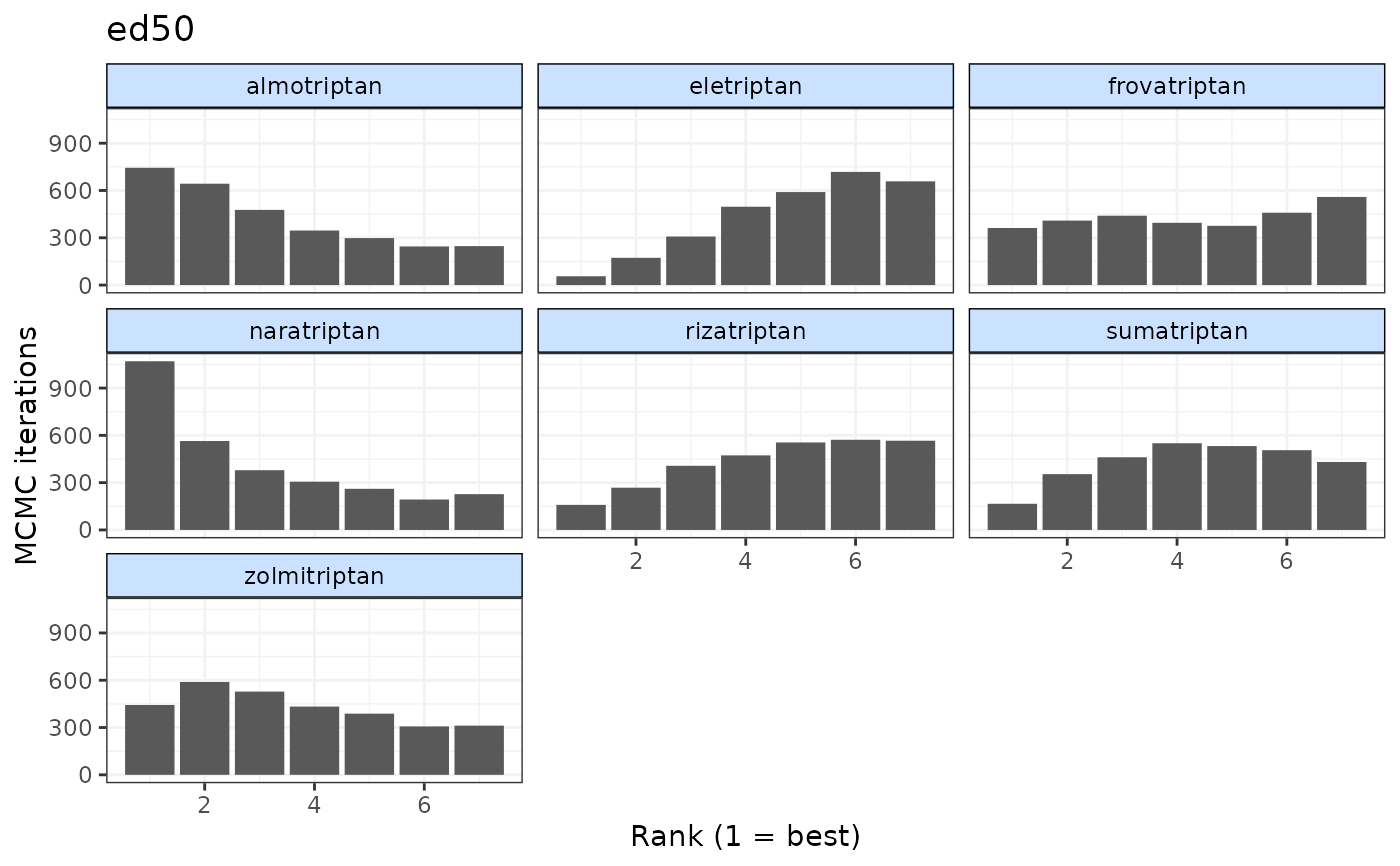 ed50
almotriptan
eletriptan
frovatriptan
900
600
300
0
naratriptan
rizatriptan
sumatriptan
900
600
300
0
2 4 6
2 4 6
zolmitriptan
900
600
300
0
2 4 6
MCMC iterations
Rank (1 = best)